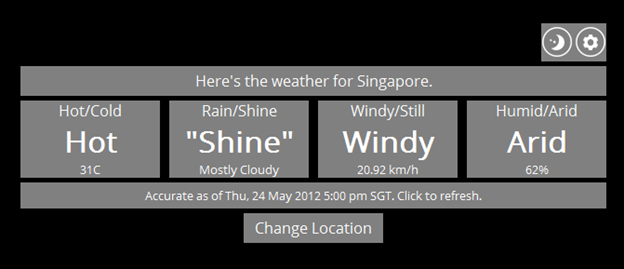 Here's the weather for Singapore.
Hot/Cold
Hot
31C
Rain/Shine
"Shine"
Mostly Cloudy
Windy/Still
Windy
20.92 km/h
Humid/Arid
Arid
62%
Accurate as of Thu, 24 May 2012 5:00 pm SGT. Click to refresh.
Change Location